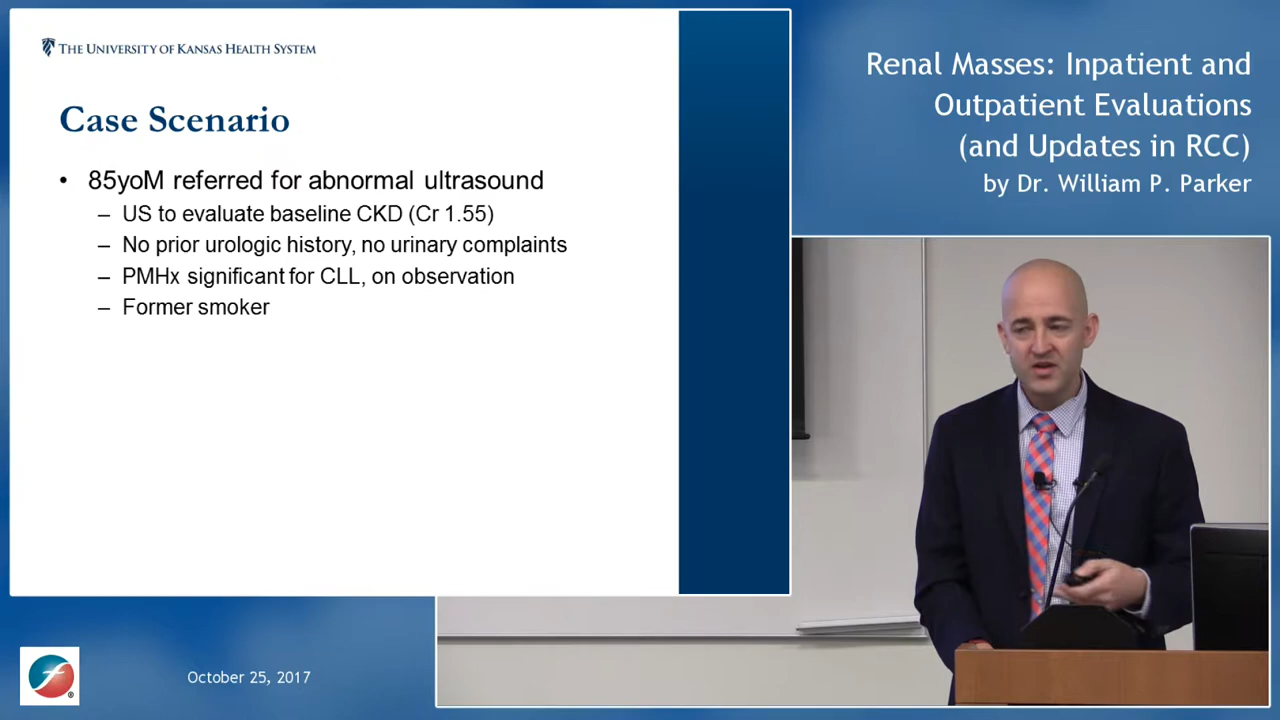 THE UNIVERSITY OF KANSAS HEALTH SYSTEM
Case Scenario
• 85yoM referred for abnormal ultrasound
– US to evaluate baseline CKD (Cr 1.55)
– No prior urologic history, no urinary complaints
– PMHx significant for CLL, on observation
– Former smoker
Renal Masses: Inpatient and
Outpatient Evaluations
(and Updates in RCC)
by Dr. William P. Parker
October 25, 2017
®